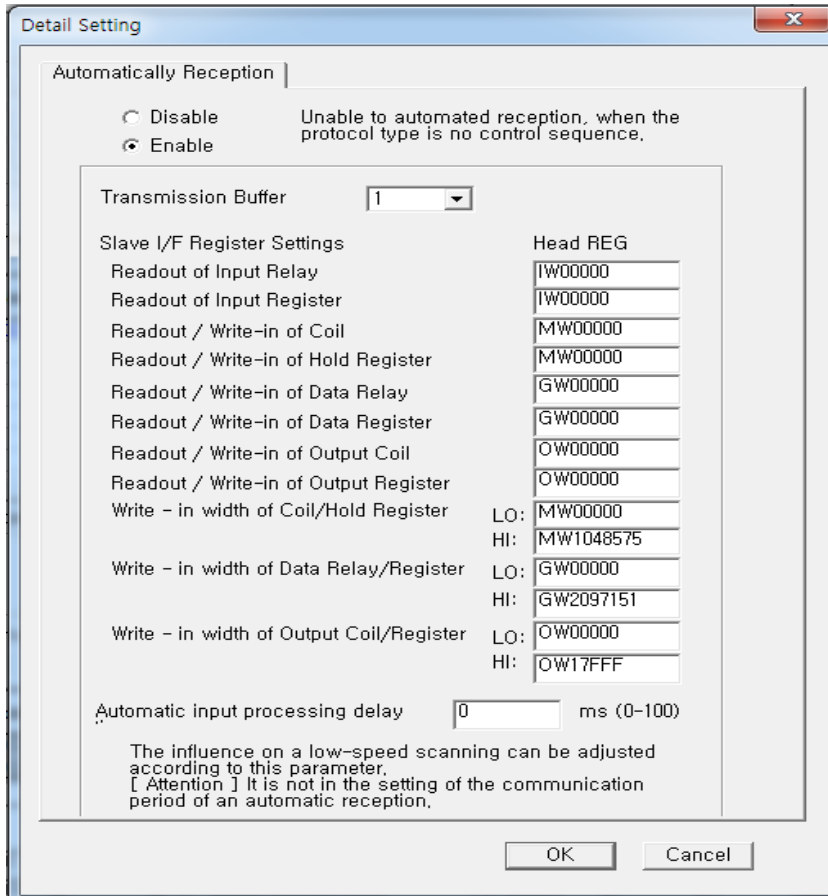 Detail Setting
Automatically Reception
Disable
Enable
Unable to automated reception, when the
protocol type is no control sequence,
Transmission Buffer 1
Slave I/F Register Settings Head REG
Readout of Input Relay IW00000
Readout of Input Register IW00000
Readout / Write-in of Coil MW00000
Readout / Write-in of Hold Register MW00000
Readout / Write-in of Data Relay GW00000
Readout / Write-in of Data Register GW00000
Readout / Write-in of Output Coil OW00000
Readout / Write-in of Output Register OW00000
Write - in width of Coil/Hold Register LO: MW00000
HI: MW1048575
Write - in width of Data Relay/Register LO: GW00000
HI: GW2097151
Write - in width of Output Coil/Register LO: OW00000
HI: OW17FFF
Automatic input processing delay 0 ms (0-100)
The influence on a low-speed scanning can be adjusted
according to this parameter,
[ Attention ] It is not in the setting of the communication
period of an automatic reception,
OK Cancel